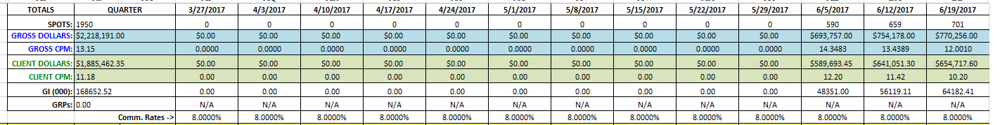 TOTALS QUARTER 3/27/2017 4/3/2017 4/10/2017 4/17/2017 4/24/2017 5/1/2017 5/8/2017 5/15/2017 5/22/2017 5/29/2017 6/5/2017 6/12/2017 6/19/2017
SPOTS: 1950 0 0 0 0 0 0 0 0 0 0 590 659 701
GROSS DOLLARS: $2,218,191.00 $0.00 $0.00 $0.00 $0.00 $0.00 $0.00 $0.00 $0.00 $0.00 $0.00 $693,757.00 $754,178.00 $770,256.00
GROSS CPM: 13.15 0.0000 0.0000 0.0000 0.0000 0.0000 0.0000 0.0000 0.0000 0.0000 0.0000 14.3483 13.4389 12.0010
CLIENT DOLLARS: $1,885,462.35 $0.00 $0.00 $0.00 $0.00 $0.00 $0.00 $0.00 $0.00 $0.00 $0.00 $589,693.45 $641,051.30 $654,717.60
CLIENT CPM: 11.18 0.00 0.00 0.00 0.00 0.00 0.00 0.00 0.00 0.00 0.00 12.20 11.42 10.20
GI (000): 168652.52 0.00 0.00 0.00 0.00 0.00 0.00 0.00 0.00 0.00 0.00 48351.00 56119.11 64182.41
GRPs: 0.00 N/A N/A N/A N/A N/A N/A N/A N/A N/A N/A N/A N/A N/A
Comm. Rates -> 8.0000% 8.0000% 8.0000% 8.0000% 8.0000% 8.0000% 8.0000% 8.0000% 8.0000% 8.0000% 8.0000% 8.0000% 8.0000%